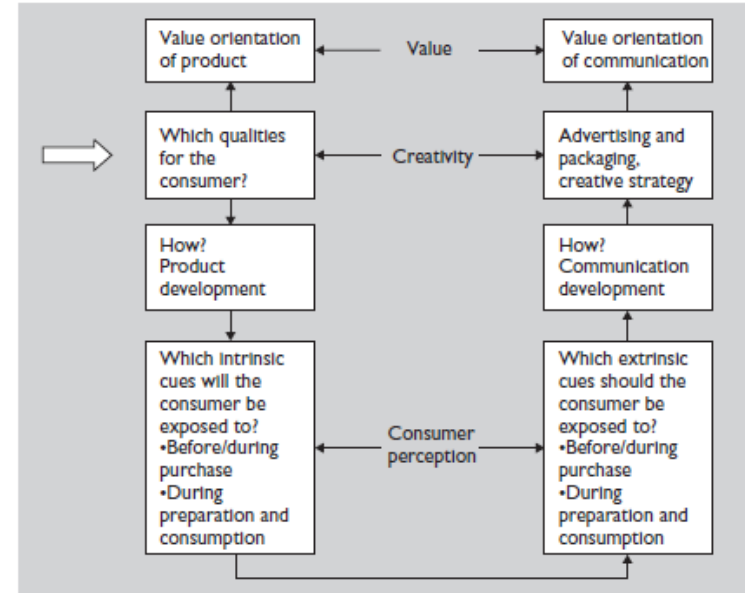 Value orientation
of product
Value
Value orientation
of communication
Which qualities
for the
consumer?
Creativity
Advertising and
packaging,
creative strategy
How?
Product
development
How?
Communication
development
Which intrinsic
cues will the
consumer be
exposed to?
•Before/during
purchase
•During
preparation and
consumption
Consumer
perception
Which extrinsic
cues should the
consumer be
exposed to?
•Before/during
purchase
•During
preparation and
consumption